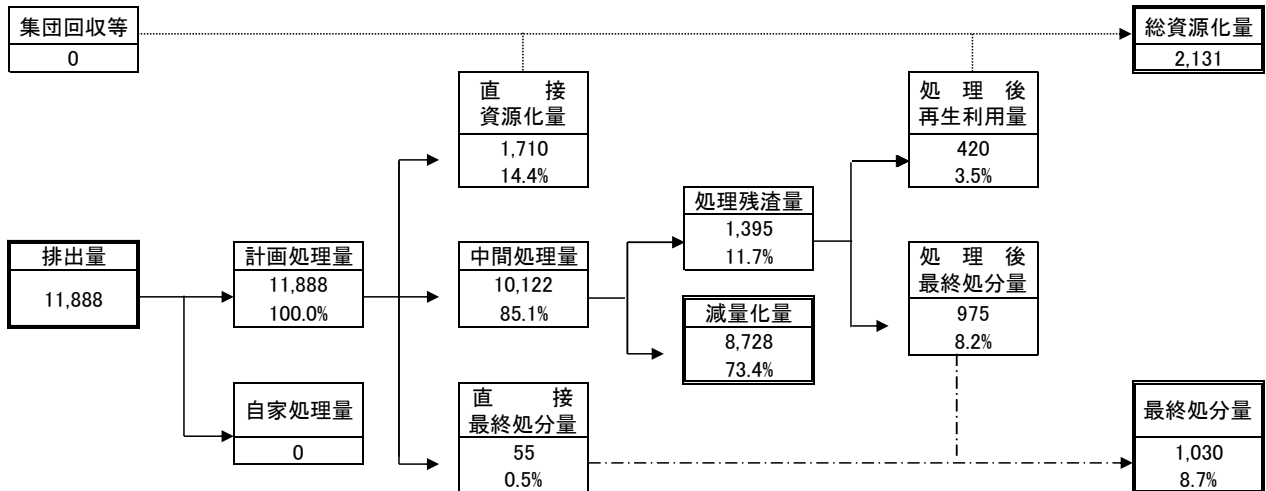 集団回収等
0
総資源化量
2,131
直 接
資源化量
1,710
14.4%
処 理 後
再生利用量
420
3.5%
処理残渣量
1,395
11.7%
排出量
11,888
計画処理量
11,888
100.0%
中間処理量
10,122
85.1%
処 理 後
最終処分量
975
8.2%
減量化量
8,728
73.4%
自家処理量
0
直 接
最終処分量
55
0.5%
最終処分量
1,030
8.7%